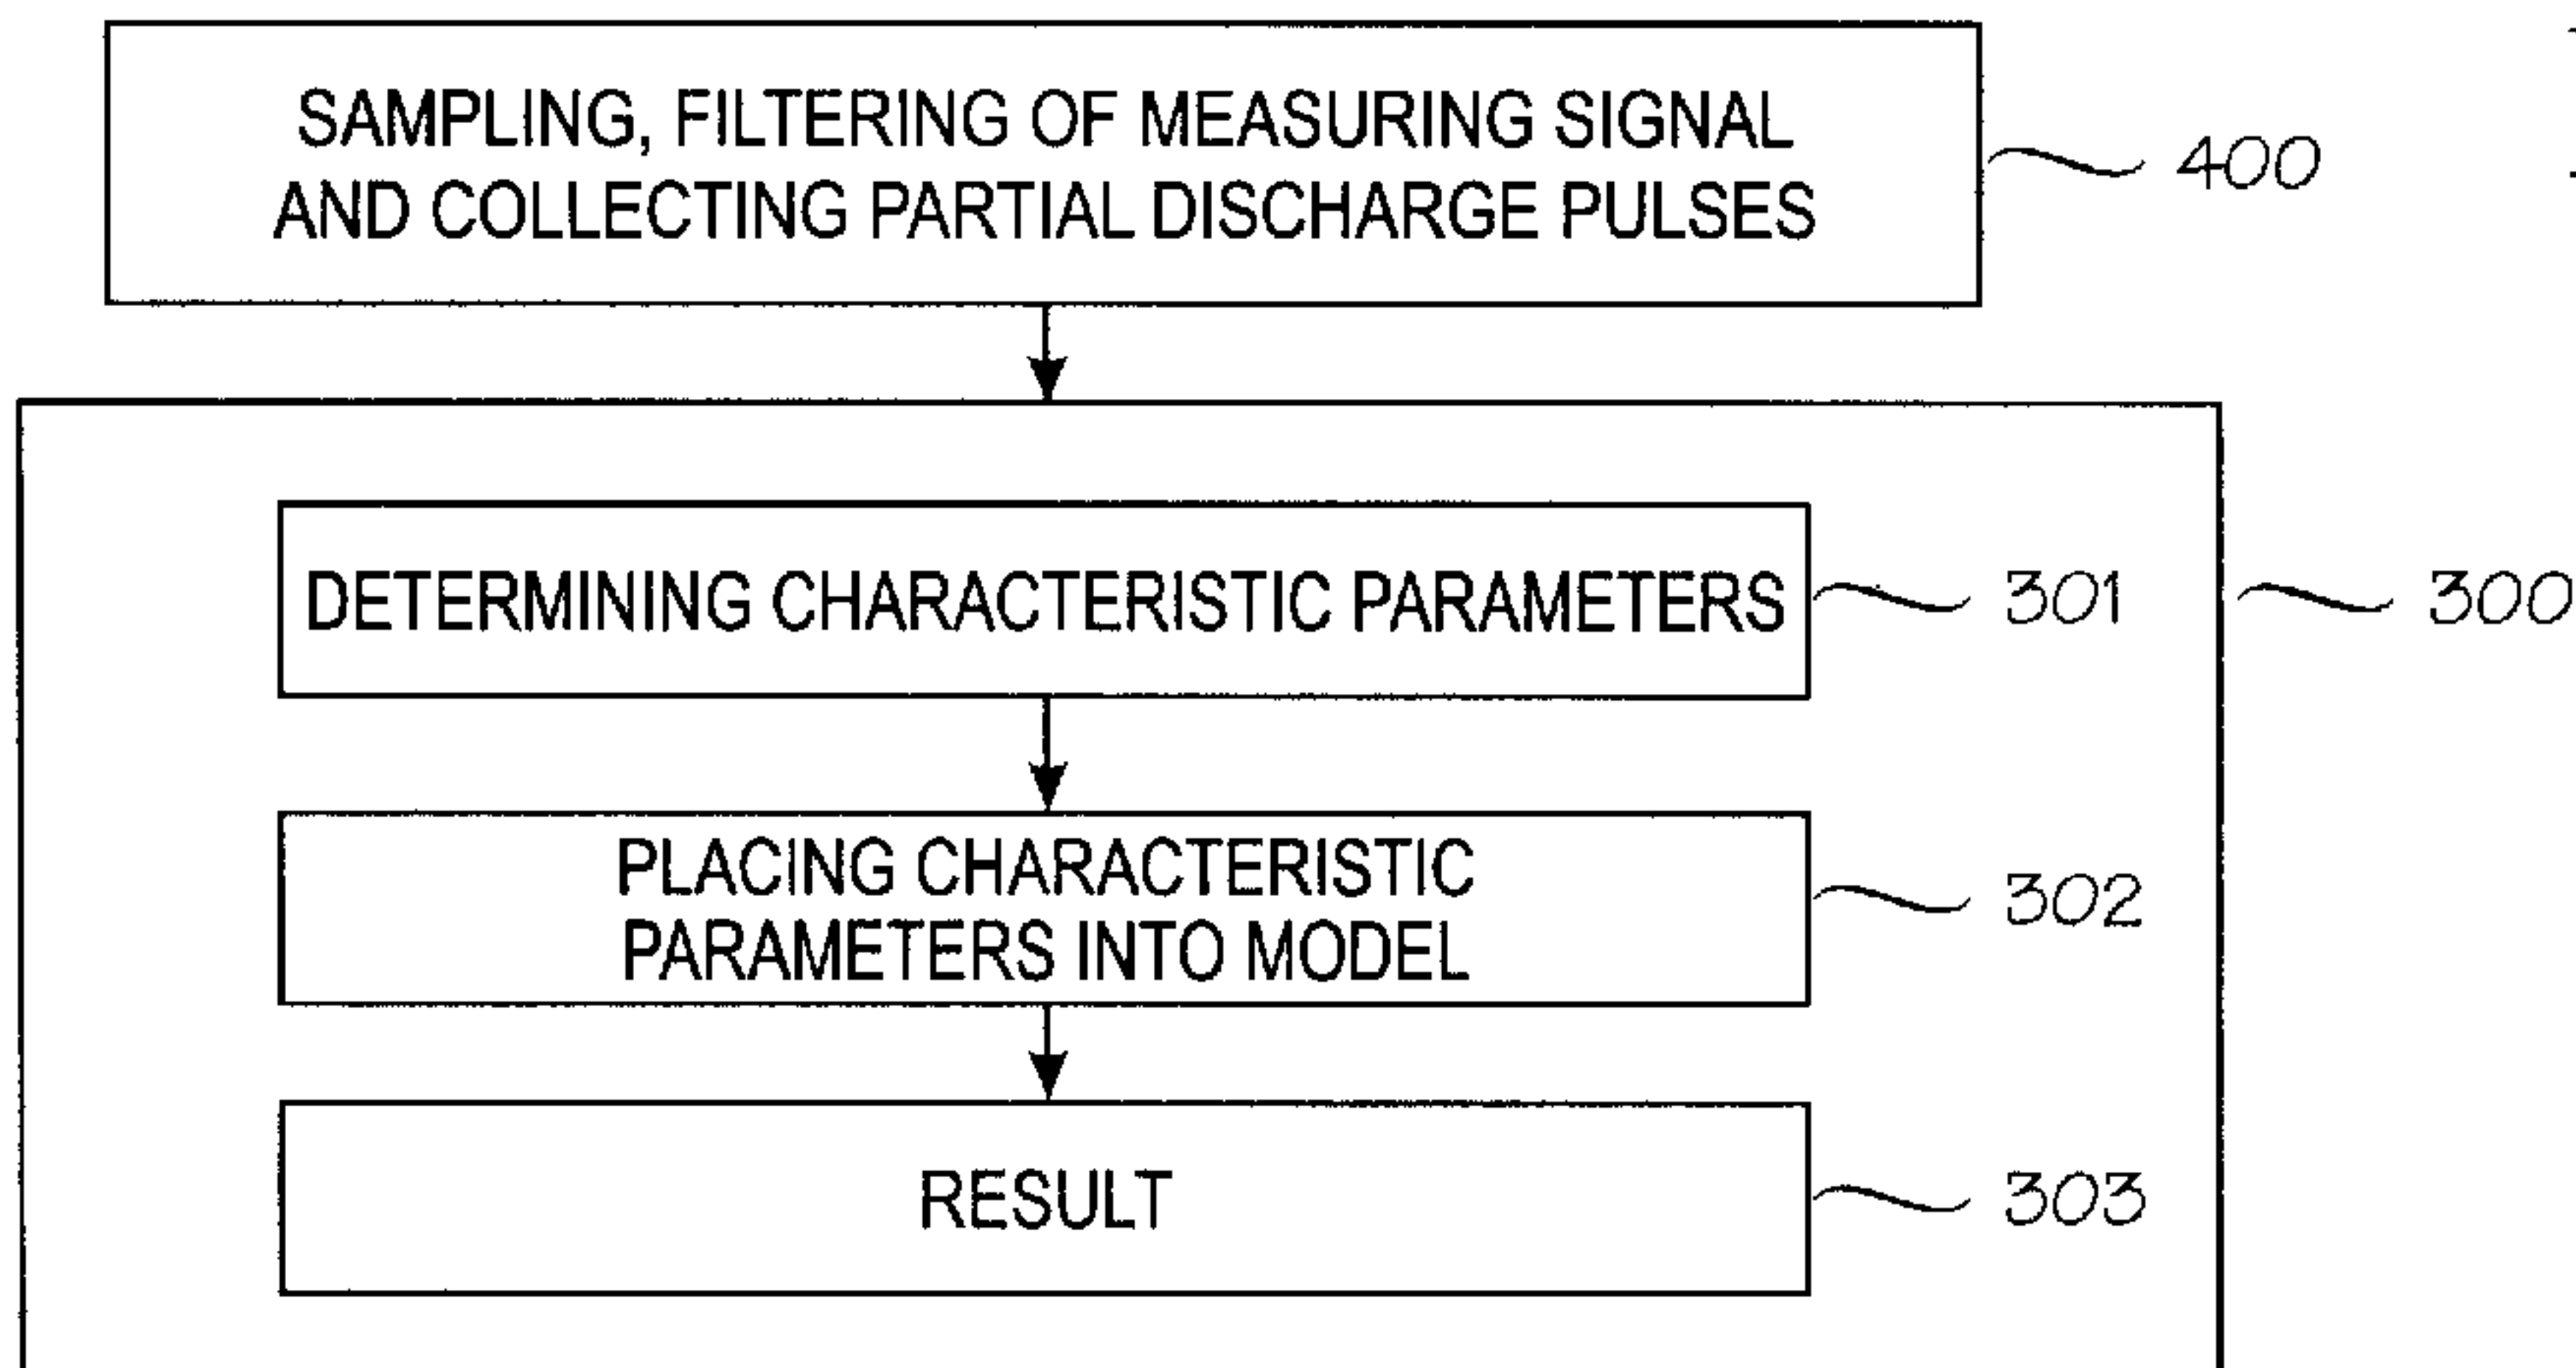 SAMPLING, FILTERING OF MEASURING SIGNAL
AND COLLECTING PARTIAL DISCHARGE PULSES
400
DETERMINING CHARACTERISTIC PARAMETERS
301
300
PLACING CHARACTERISTIC
PARAMETERS INTO MODEL
302
RESULT
303